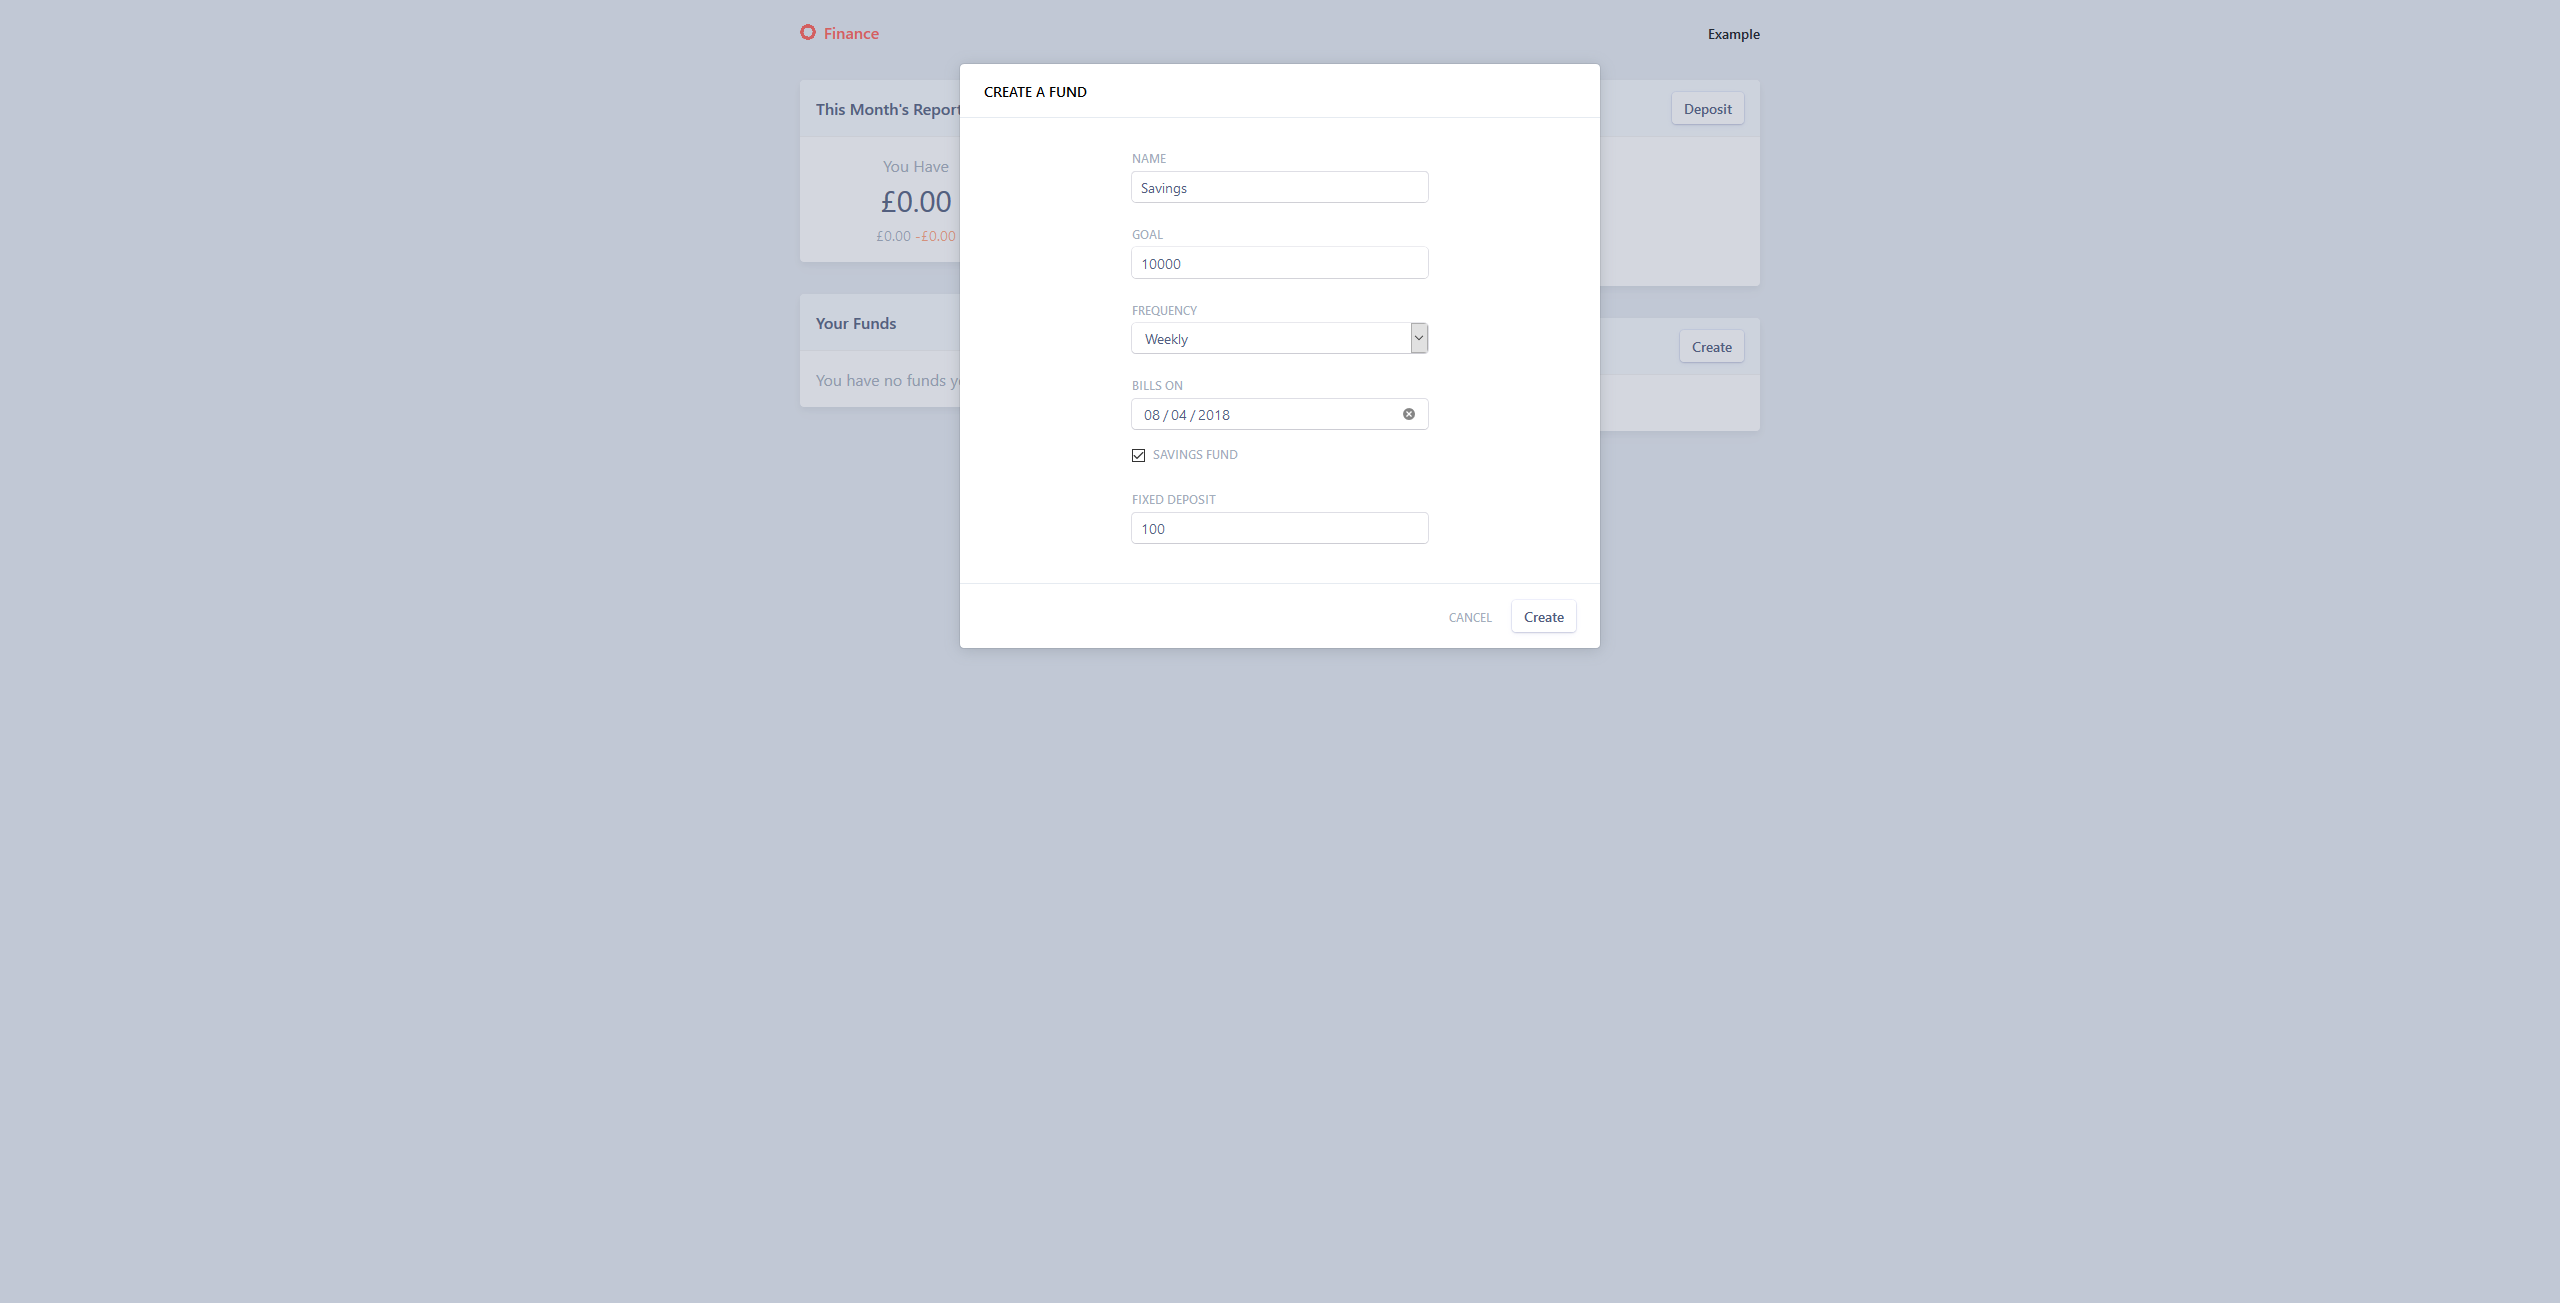 Finance
Example
CREATE A FUND
This Month's Report
Deposit
You Have
£0.00
£0.00 -£0.00
Your Funds
You have no funds
Create
NAME
Savings
GOAL
10000
FREQUENCY
Weekly
BILLS ON
08 / 04 / 2018
SAVINGS FUND
FIXED DEPOSIT
100
CANCEL
Create